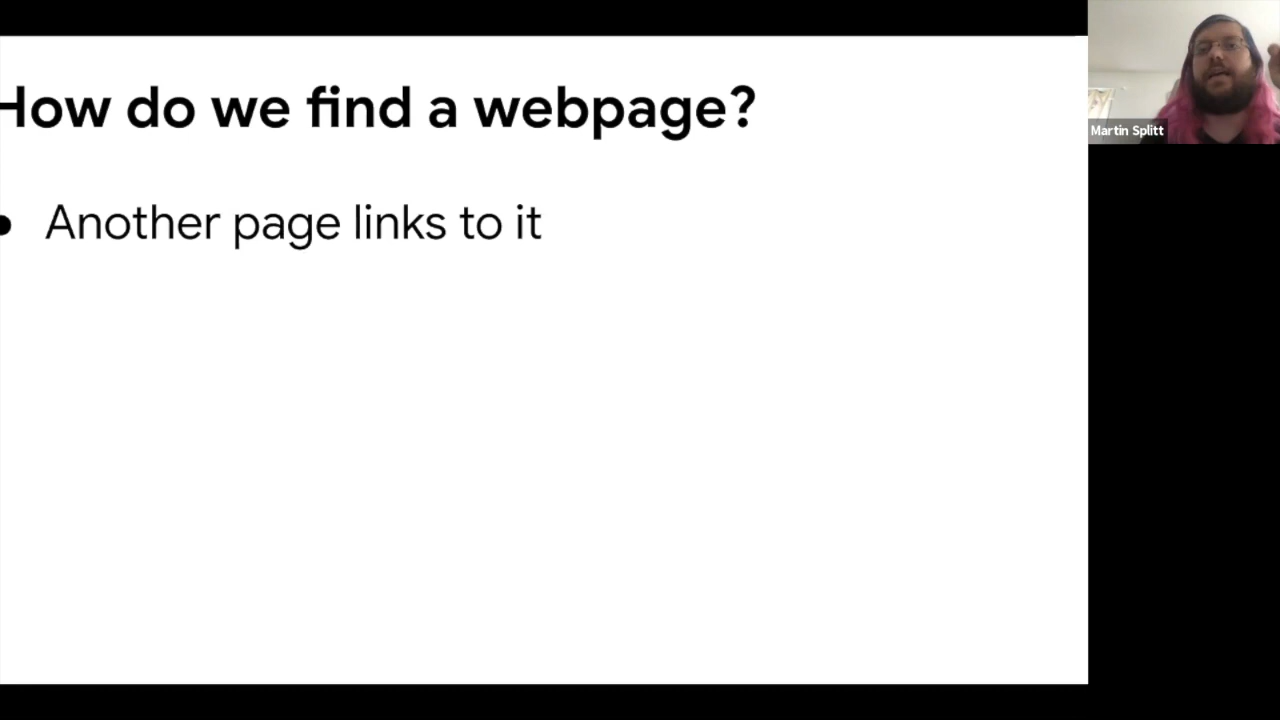 How do we find a webpage?
● Another page links to it
Martin Splitt